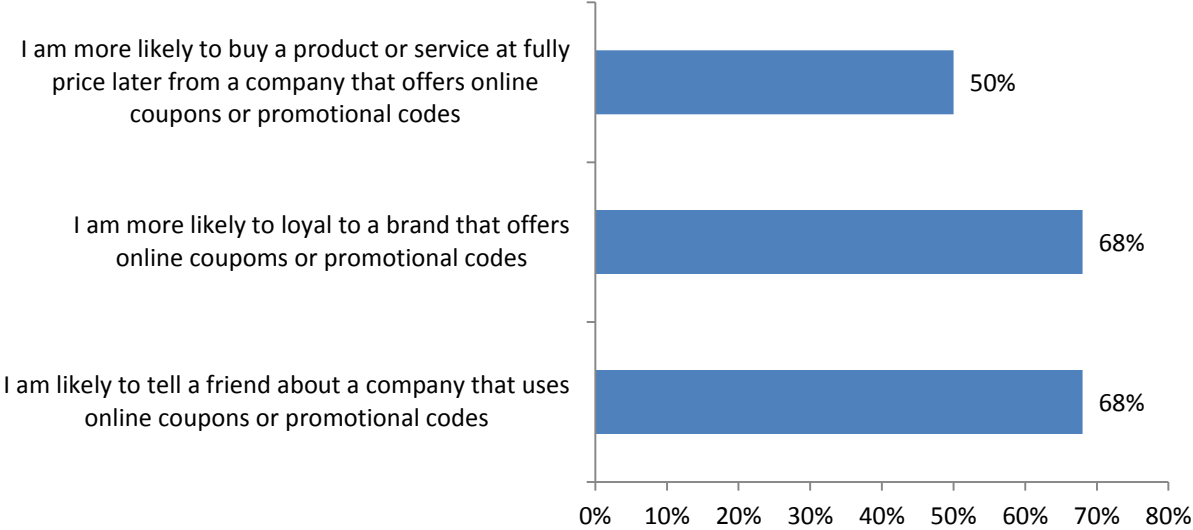 I am more likely to buy a product or service at fully
price later from a company that offers online
coupons or promotional codes
50%
I am more likely to loyal to a brand that offers
online coupoms or promotional codes
68%
I am likely to tell a friend about a company that uses
online coupons or promotional codes
68%
0% 10% 20% 30% 40% 50% 60% 70% 80%